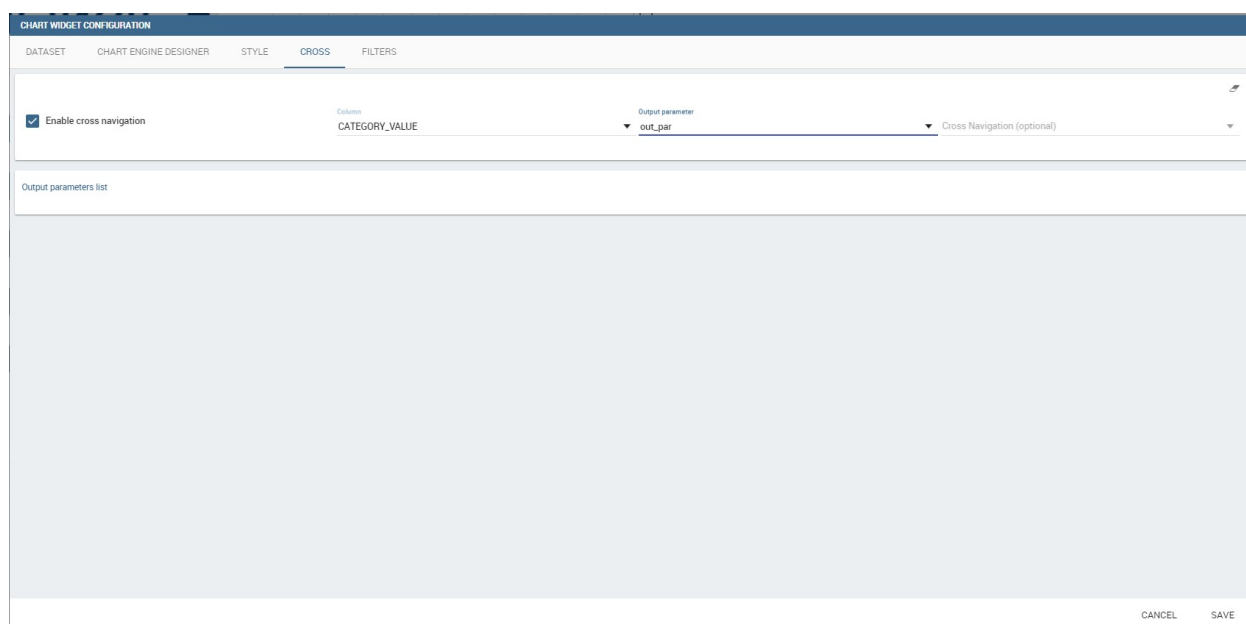 CHART WIDGET CONFIGURATION
DATASET CHART ENGINE DESIGNER STYLE CROSS FILTERS
Enable cross navigation
Column
CATEGORY_VALUE
Output parameter
out_par
Cross Navigation (optional)
Output parameters list
CANCEL SAVE